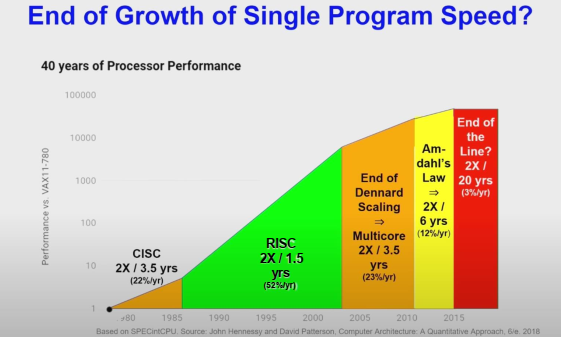 End of Growth of Single Program Speed?
40 years of Processor Performance
Performance vs. VAX11-780
100000
10000
1000
100
10
1
CISC
2X / 3.5 yrs
(22%/yr)
RISC
2X / 1.5
yrs
(52%/yr)
End of
Dennard
Scaling
⇒
Multicore
2X / 3.5
yrs
(23%/yr)
Am-
dahl's
Law
⇒
2X /
6 yrs
(12%/yr)
End of
the
Line?
2X /
20 yrs
(3%/yr)
980 1985 1990 1995 2000 2005 2010 2015
Based on SPECintCPU. Source: John Hennessy and David Patterson, Computer Architecture: A Quantitative Approach, 6/e. 2018